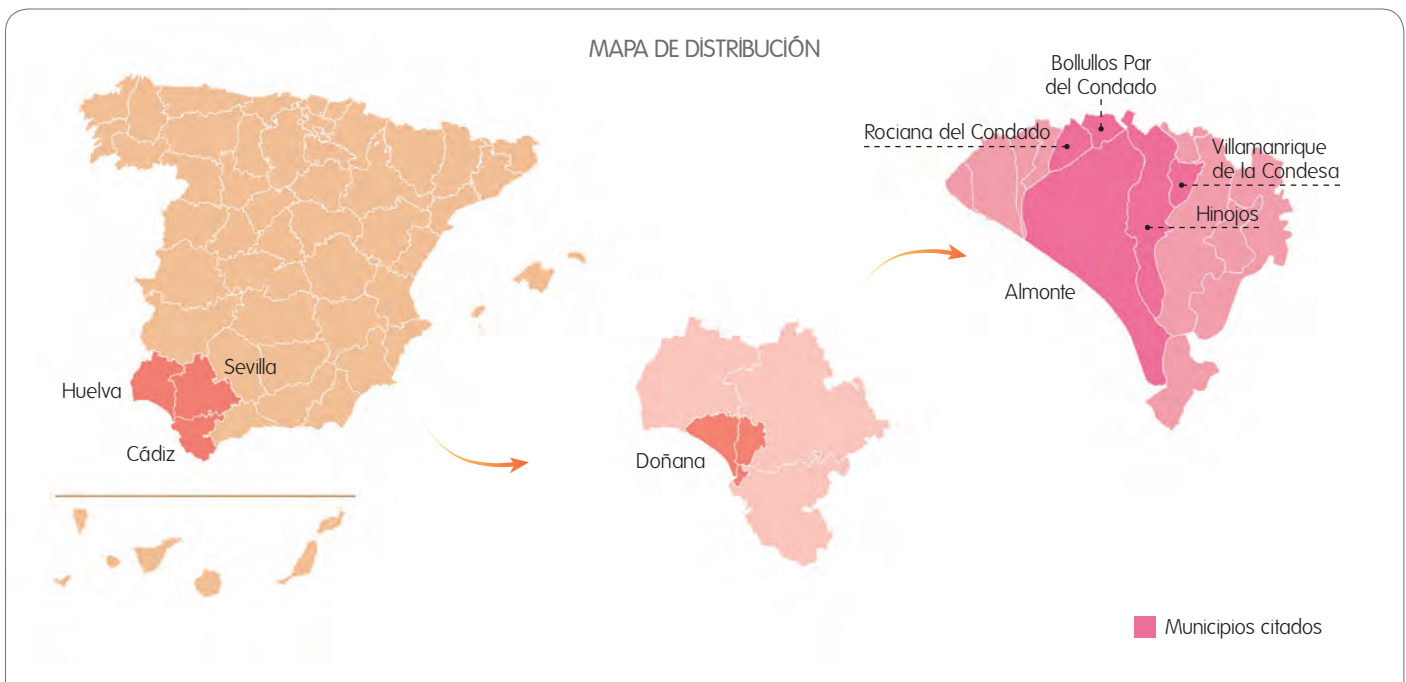 MAPA DE DISTRIBUCIÓN
Bollullos Par
del Condado
Rociana del Condado
Villamanrique
de la Condesa
Hinojos
Almonte
Sevilla
Huelva
Cádiz
Doñana
Municipios citados